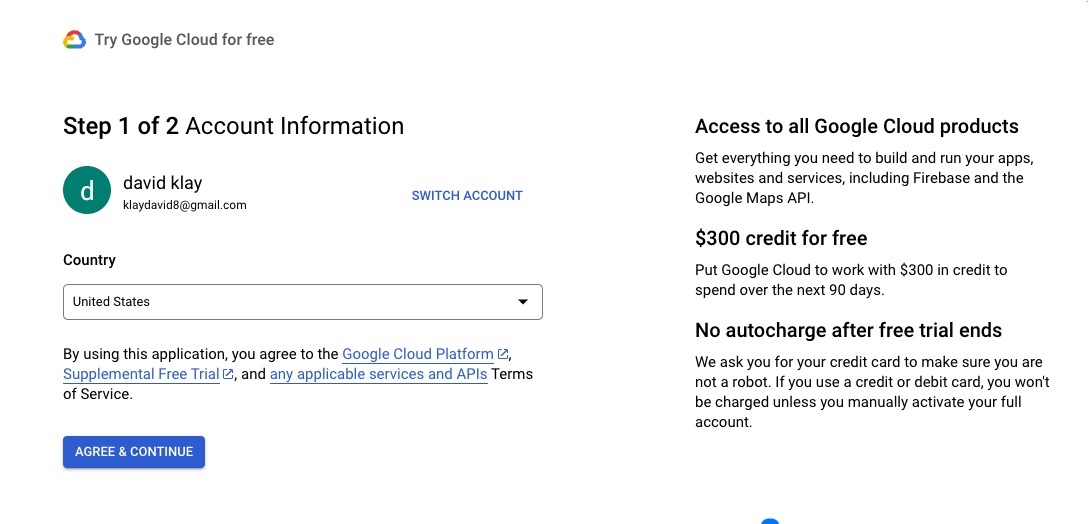 Try Google Cloud for free
Step 1 of 2 Account Information
d
david klay
klaydavid8@gmail.com
SWITCH ACCOUNT
Country
United States
By using this application, you agree to the Google Cloud Platform,
Supplemental Free Trial, and any applicable services and APIs Terms
of Service.
AGREE & CONTINUE
Access to all Google Cloud products
Get everything you need to build and run your apps,
websites and services, including Firebase and the
Google Maps API.
$300 credit for free
Put Google Cloud to work with $300 in credit to
spend over the next 90 days.
No autocharge after free trial ends
We ask you for your credit card to make sure you are
not a robot. If you use a credit or debit card, you won't
be charged unless you manually activate your full
account.